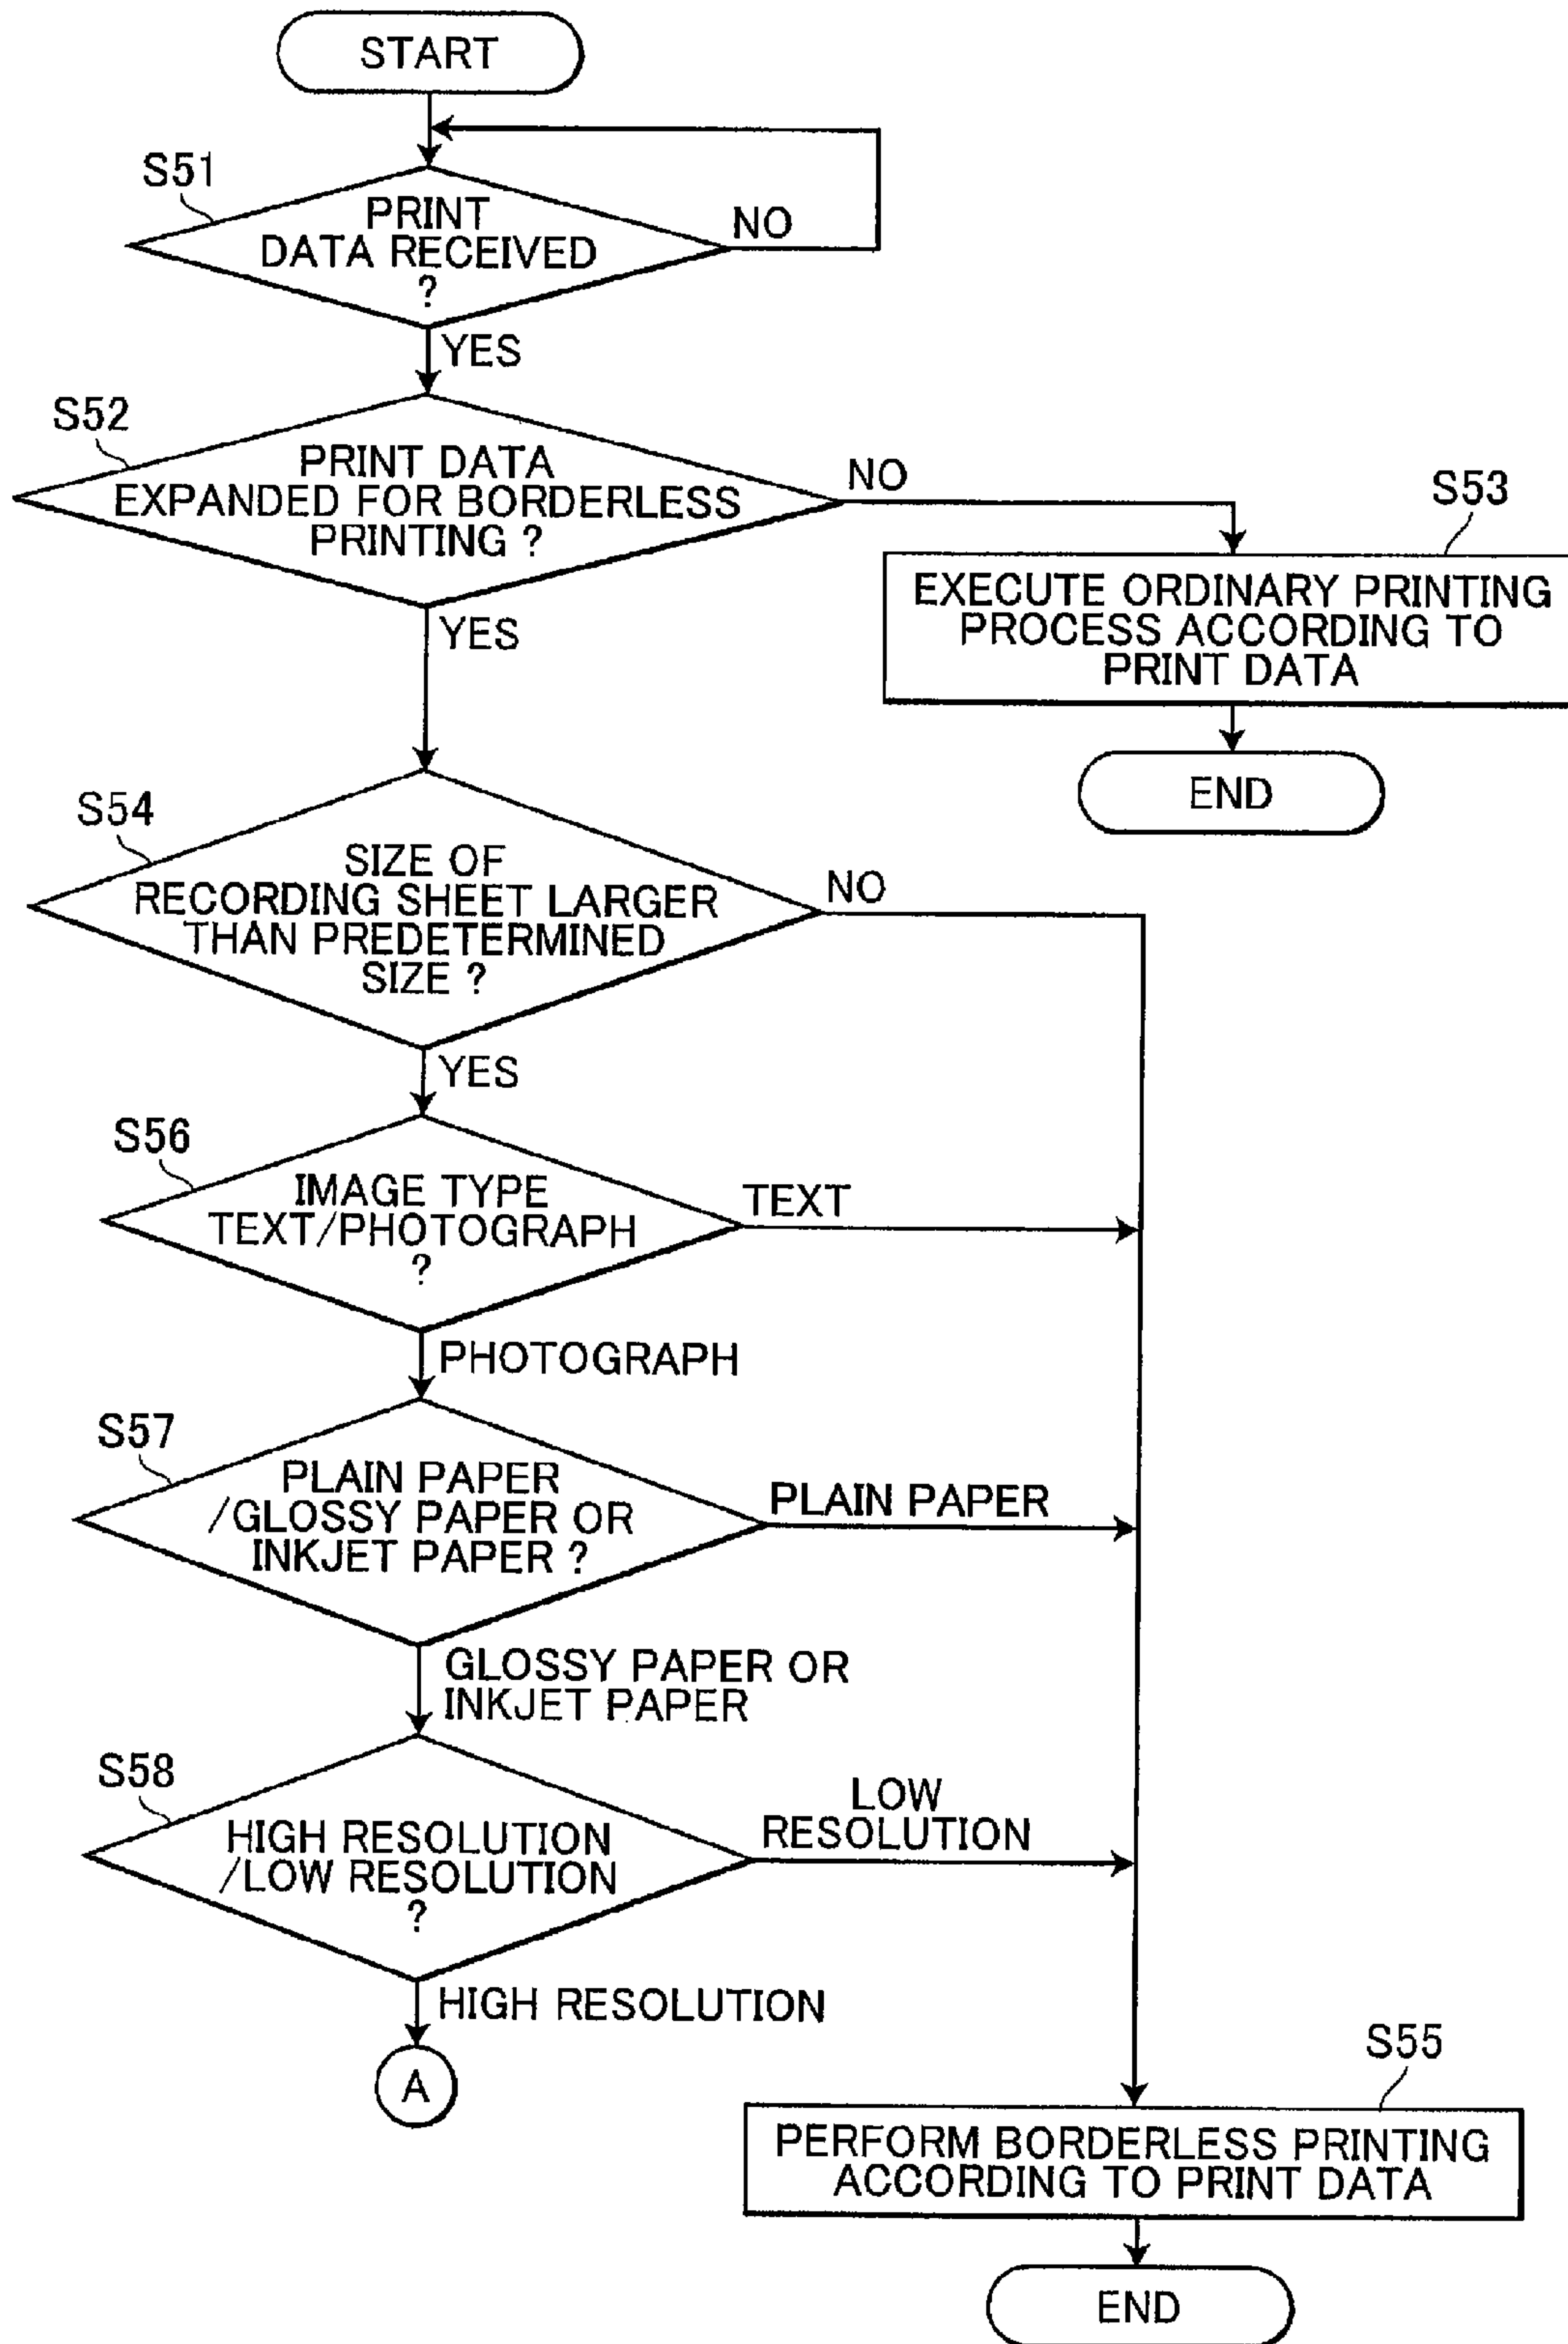 START
S51
PRINT
DATA RECEIVED
?
NO
YES
S52
PRINT DATA
EXPANDED FOR BORDERLESS
PRINTING ?
NO
S53
EXECUTE ORDINARY PRINTING
PROCESS ACCORDING TO
PRINT DATA
YES
END
S54
SIZE OF
RECORDING SHEET LARGER
THAN PREDETERMINED
SIZE ?
NO
YES
S56
IMAGE TYPE
TEXT/PHOTOGRAPH
?
TEXT
PHOTOGRAPH
S57
PLAIN PAPER
/GLOSSY PAPER OR
INKJET PAPER ?
PLAIN PAPER
GLOSSY PAPER OR
INKJET PAPER
S58
HIGH RESOLUTION
/LOW RESOLUTION
?
LOW
RESOLUTION
HIGH RESOLUTION
A
S55
PERFORM BORDERLESS PRINTING
ACCORDING TO PRINT DATA
END